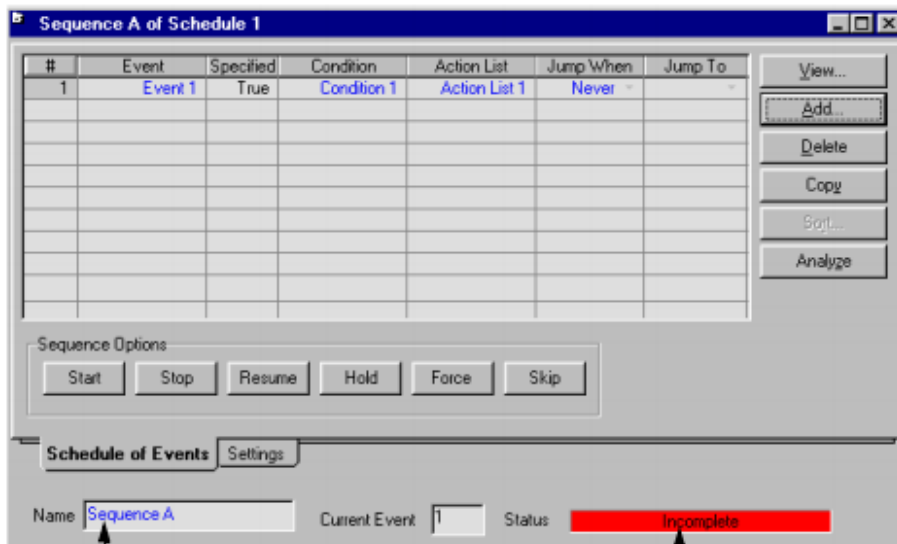 Sequence A of Schedule 1
# Event Specified Condition Action List Jump When Jump To
1 Event 1 True Condition 1 Action List 1 Never
View...
Add...
Delete
Copy
Sort...
Analyze
Sequence Options
Start Stop Resume Hold Force Skip
Schedule of Events Settings
Name Sequence A Current Event 1 Status Incomplete